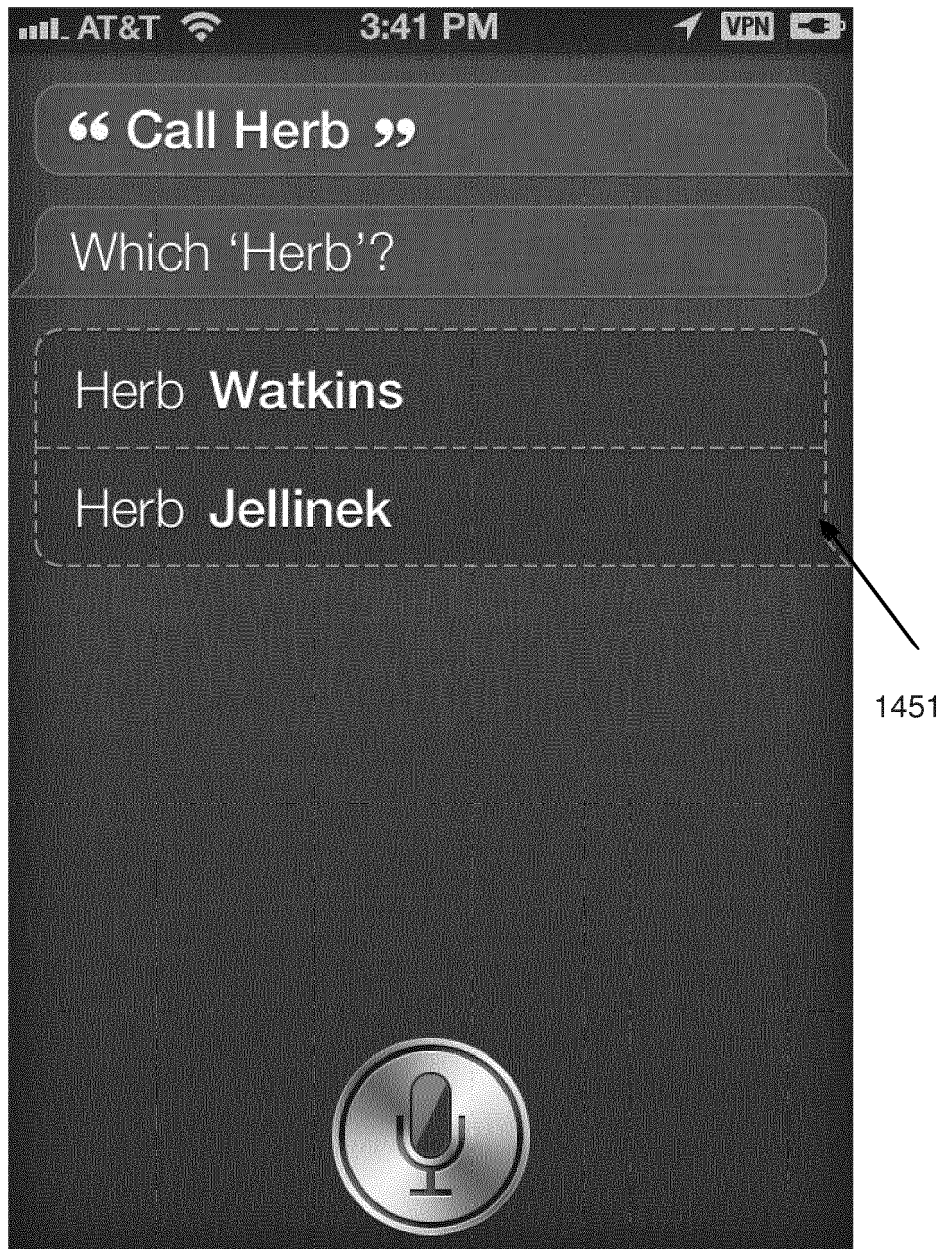 AT&T 3:41 PM VPN
“ Call Herb ”
Which ‘Herb’?
Herb Watkins
Herb Jellinek
1451